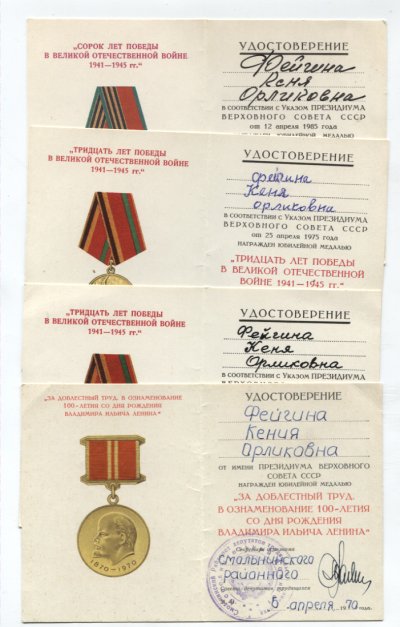 „СОРОК ЛЕТ ПОБЕДЫ
В ВЕЛИКОЙ ОТЕЧЕСТВЕННОЙ ВОЙНЕ
1941—1945 гг.“
УДОСТОВЕРЕНИЕ
Фейгина
Кеня
Орликовна
В СООТВЕТСТВИИ С УКАЗОМ ПРЕЗИДИУМА
ВЕРХОВНОГО СОВЕТА СССР
от 12 апреля 1985 года
„ТРИДЦАТЬ ЛЕТ ПОБЕДЫ
В ВЕЛИКОЙ ОТЕЧЕСТВЕННОЙ ВОЙНЕ
1941—1945 гг.“
УДОСТОВЕРЕНИЕ
Фейгина
Кеня
Орликовна
В СООТВЕТСТВИИ С УКАЗОМ ПРЕЗИДИУМА
ВЕРХОВНОГО СОВЕТА СССР
от 25 апреля 1975 года
НАГРАЖДЕН ЮБИЛЕЙНОЙ МЕДАЛЬЮ
„ТРИДЦАТЬ ЛЕТ ПОБЕДЫ
В ВЕЛИКОЙ ОТЕЧЕСТВЕННОЙ
ВОЙНЕ 1941—1945 гг.“
„ТРИДЦАТЬ ЛЕТ ПОБЕДЫ
В ВЕЛИКОЙ ОТЕЧЕСТВЕННОЙ ВОЙНЕ
1941—1945 гг.“
УДОСТОВЕРЕНИЕ
Фейгина
Кеня
Орликовна
В СООТВЕТСТВИИ С УКАЗОМ ПРЕЗИДИУМА
„ЗА ДОБЛЕСТНЫЙ ТРУД. В ОЗНАМЕНОВАНИЕ
100-ЛЕТИЯ СО ДНЯ РОЖДЕНИЯ
ВЛАДИМИРА ИЛЬИЧА ЛЕНИНА“
1870—1970
УДОСТОВЕРЕНИЕ
Фейгина
Кения
Орликовна
ОТ ИМЕНИ ПРЕЗИДИУМА ВЕРХОВНОГО
СОВЕТА СССР
НАГРАЖДЕН ЮБИЛЕЙНОЙ МЕДАЛЬЮ
„ЗА ДОБЛЕСТНЫЙ ТРУД.
В ОЗНАМЕНОВАНИЕ 100-ЛЕТИЯ
СО ДНЯ РОЖДЕНИЯ
ВЛАДИМИРА ИЛЬИЧА ЛЕНИНА“
Смольнинского
районного
6 апреля 1970